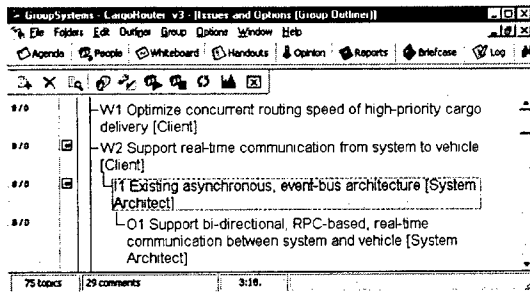 GroupSystems - CargoRouter v3 - [Issues and Options (Group Outliner)]
File Folders Edit Outliner Group Options Window Help
Agenda People Whiteboard Handouts Opinion Reports Briefcase Log
W1 Optimize concurrent routing speed of high-priority cargo
delivery [Client]
W2 Support real-time communication from system to vehicle
[Client]
I1 Existing asynchronous, event-bus architecture [System
Architect]
O1 Support bi-directional, RPC-based, real-time
communication between system and vehicle [System
Architect]
75 topics 29 comments 3:18.